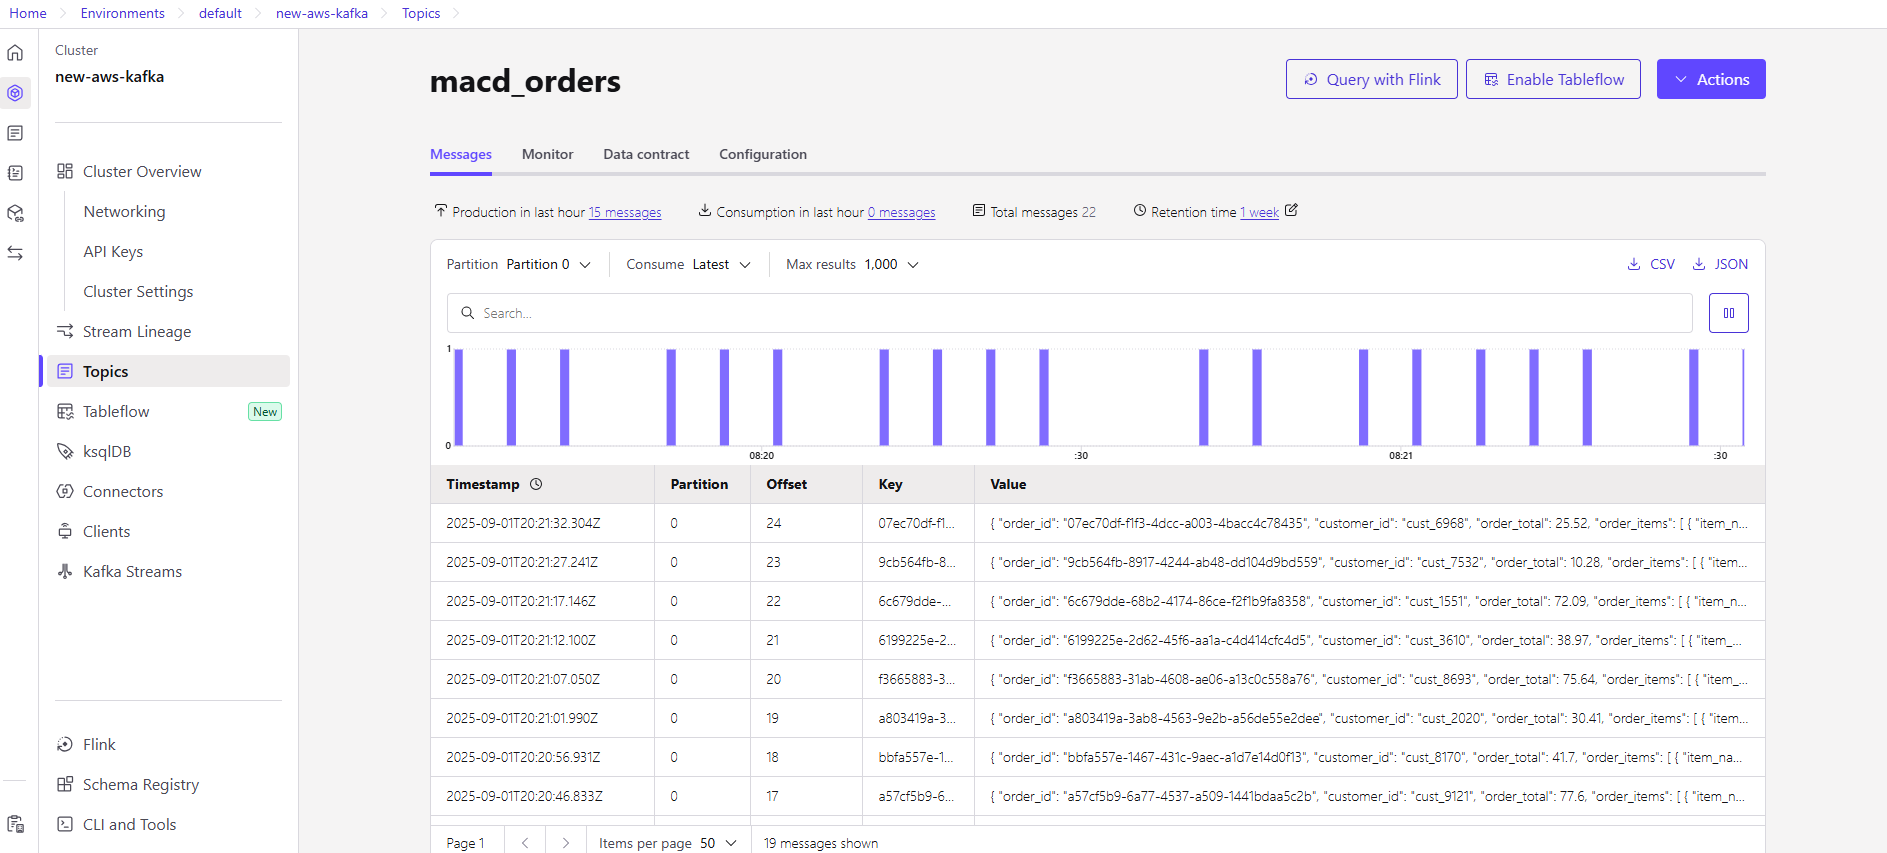 Home Environments default new-aws-kafka Topics
Cluster
new-aws-kafka
Cluster Overview
Networking
API Keys
Cluster Settings
Stream Lineage
Topics
Tableflow New
ksqlDB
Connectors
Clients
Kafka Streams
Flink
Schema Registry
CLI and Tools
macd_orders
Query with Flink Enable Tableflow Actions
Messages Monitor Data contract Configuration
Production in last hour 15 messages Consumption in last hour 0 messages Total messages 22 Retention time 1 week
Partition Partition 0 Consume Latest Max results 1,000 CSV JSON
Search...
1
0
08:20 :30 08:21 :30
Timestamp Partition Offset Key Value
2025-09-01T20:21:32.304Z 0 24 07ec70df-f1... { "order_id": "07ec70df-f1f3-4dcc-a003-4bacc4c78435", "customer_id": "cust_6968", "order_total": 25.52, "order_items": [ { "item_n...
2025-09-01T20:21:27.241Z 0 23 9cb564fb-8... { "order_id": "9cb564fb-8917-4244-ab48-dd104d9bd559", "customer_id": "cust_7532", "order_total": 10.28, "order_items": [ { "item...
2025-09-01T20:21:17.146Z 0 22 6c679dde-... { "order_id": "6c679dde-68b2-4174-86ce-f2f1b9fa8358", "customer_id": "cust_1551", "order_total": 72.09, "order_items": [ { "item_n...
2025-09-01T20:21:12.100Z 0 21 6199225e-2... { "order_id": "6199225e-2d62-45f6-aa1a-c4d414cfc4d5", "customer_id": "cust_3610", "order_total": 38.97, "order_items": [ { "item_...
2025-09-01T20:21:07.050Z 0 20 f3665883-3... { "order_id": "f3665883-31ab-4608-ae06-a13c0c558a76", "customer_id": "cust_8693", "order_total": 75.64, "order_items": [ { "item_...
2025-09-01T20:21:01.990Z 0 19 a803419a-3... { "order_id": "a803419a-3ab8-4563-9e2b-a56de55e2dee", "customer_id": "cust_2020", "order_total": 30.41, "order_items": [ { "item...
2025-09-01T20:20:56.931Z 0 18 bbfa557e-1... { "order_id": "bbfa557e-1467-431c-9aec-a1d7e14d0f13", "customer_id": "cust_8170", "order_total": 41.7, "order_items": [ { "item_na...
2025-09-01T20:20:46.833Z 0 17 a57cf5b9-6... { "order_id": "a57cf5b9-6a77-4537-a509-1441bdaa5c2b", "customer_id": "cust_9121", "order_total": 77.6, "order_items": [ { "item_n...
Page 1 Items per page 50 19 messages shown